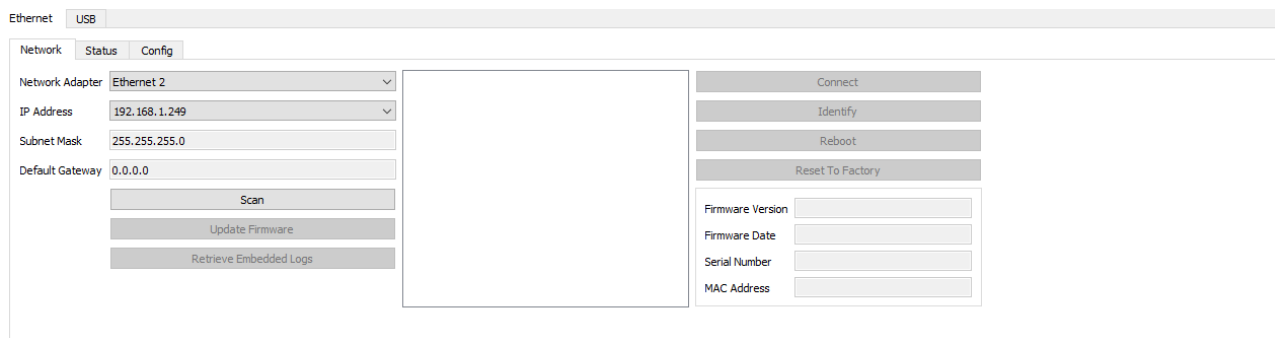 Ethernet USB
Network Status Config
Network Adapter Ethernet 2
IP Address 192.168.1.249
Subnet Mask 255.255.255.0
Default Gateway 0.0.0.0
Scan
Update Firmware
Retrieve Embedded Logs
Connect
Identify
Reboot
Reset To Factory
Firmware Version
Firmware Date
Serial Number
MAC Address